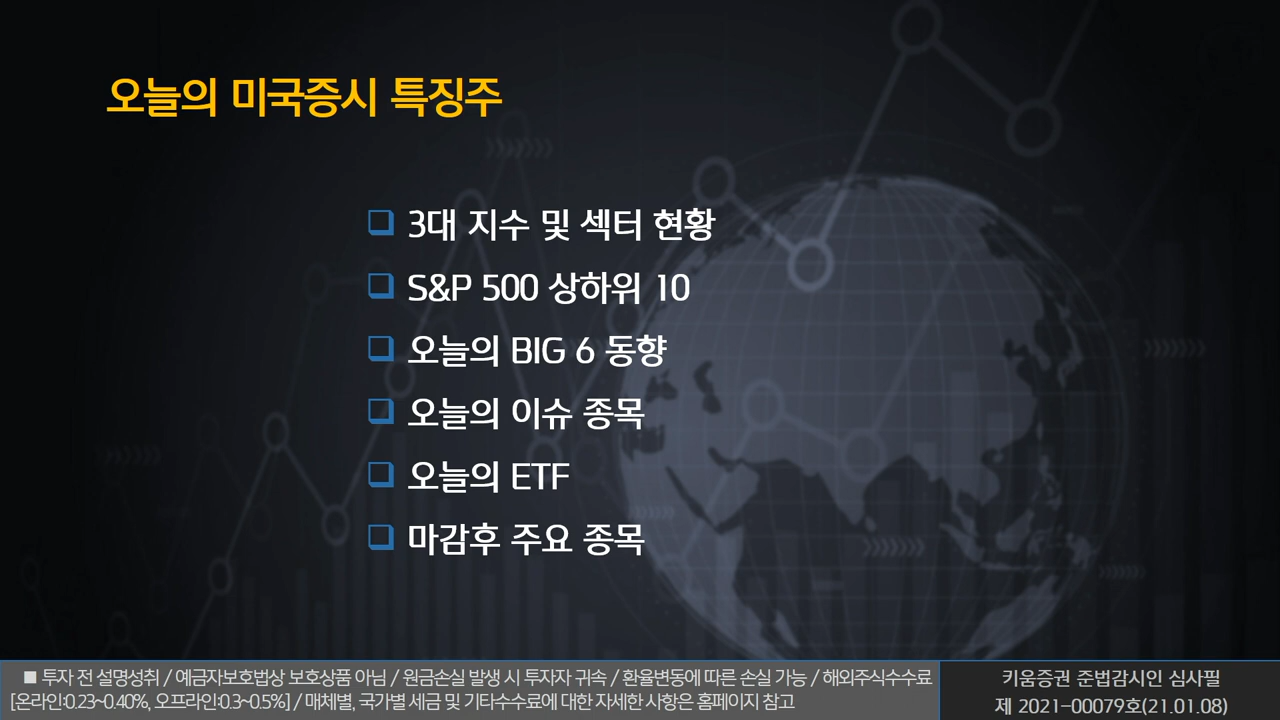 오늘의 미국증시 특징주
❑ 3대 지수 및 섹터 현황
❑ S&P 500 상하위 10
❑ 오늘의 BIG 6 동향
❑ 오늘의 이슈 종목
❑ 오늘의 ETF
❑ 마감후 주요 종목
■ 투자 전 설명성취 / 예금자보호법상 보호상품 아님 / 원금손실 발생 시 투자자 귀속 / 환율변동에 따른 손실 가능 / 해외주식수수료
[온라인:0.23~0.40%, 오프라인:0.3~0.5%] / 매체별, 국가별 세금 및 기타수수료에 대한 자세한 사항은 홈페이지 참고
키움증권 준법감시인 심사필
제 2021-00079호(21.01.08)